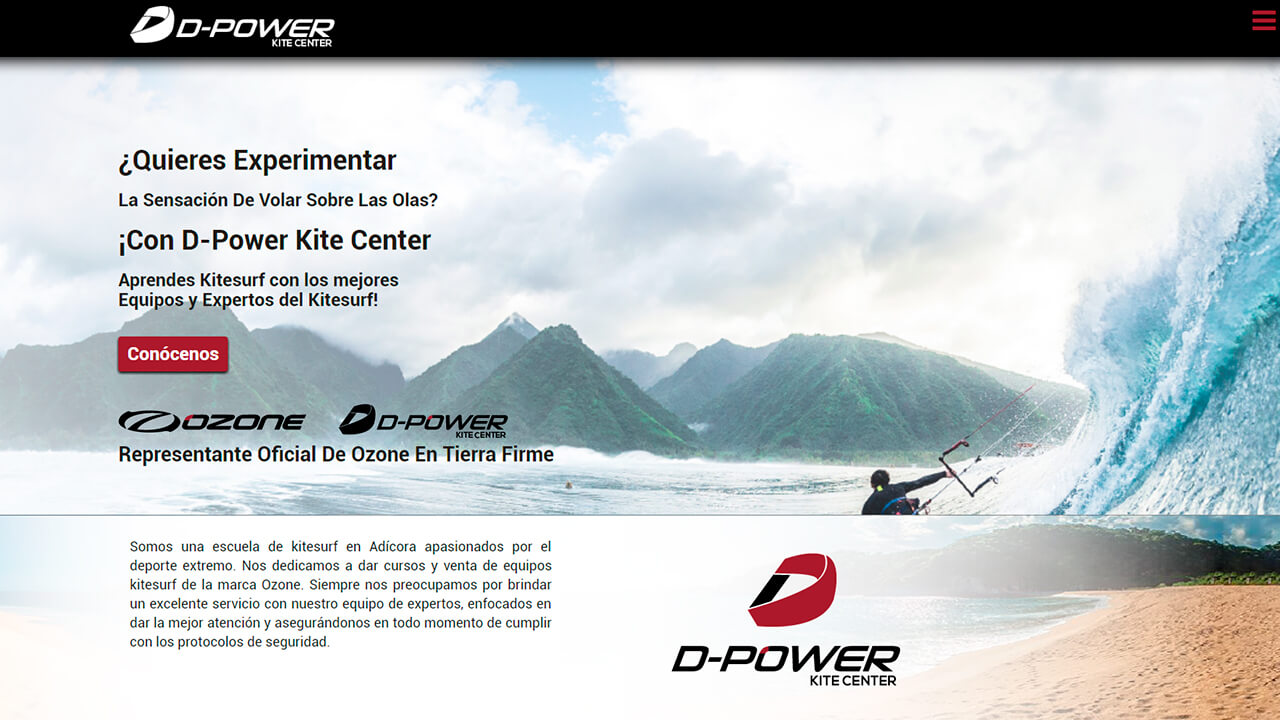 D-POWER
KITE CENTER
¿Quieres Experimentar
La Sensación De Volar Sobre Las Olas?
¡Con D-Power Kite Center
Aprendes Kitesurf con los mejores
Equipos y Expertos del Kitesurf!
Conócenos
OZONE D-POWER
KITE CENTER
Representante Oficial De Ozone En Tierra Firme
Somos una escuela de kitesurf en Adícora apasionados por el
deporte extremo. Nos dedicamos a dar cursos y venta de equipos
kitesurf de la marca Ozone. Siempre nos preocupamos por brindar
un excelente servicio con nuestro equipo de expertos, enfocados en
dar la mejor atención y asegurándonos en todo momento de cumplir
con los protocolos de seguridad.
D-POWER
KITE CENTER